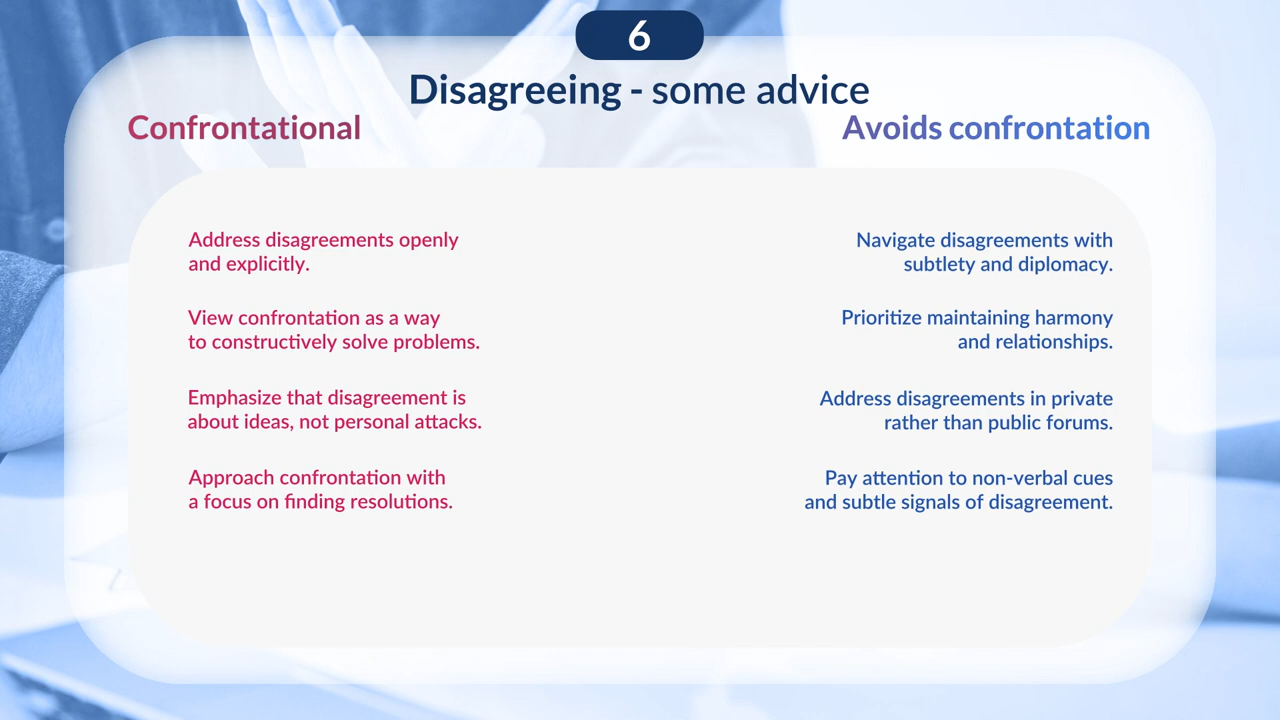 6
Disagreeing - some advice
Confrontational
Avoids confrontation
Address disagreements openly
and explicitly.
View confrontation as a way
to constructively solve problems.
Emphasize that disagreement is
about ideas, not personal attacks.
Approach confrontation with
a focus on finding resolutions.
Navigate disagreements with
subtlety and diplomacy.
Prioritize maintaining harmony
and relationships.
Address disagreements in private
rather than public forums.
Pay attention to non-verbal cues
and subtle signals of disagreement.